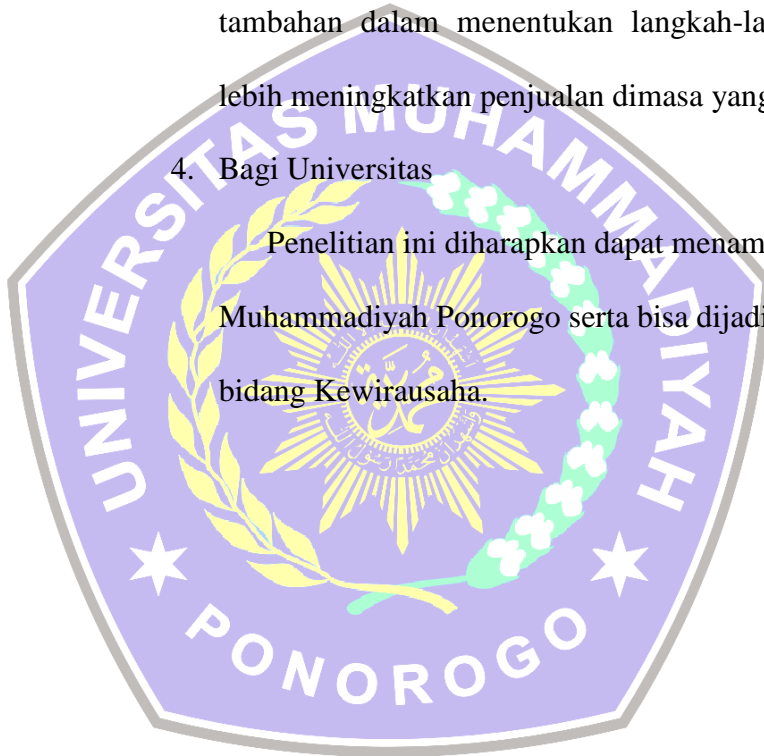 tambahan dalam menentukan langkah-la
lebih meningkatkan penjualan dimasa yang
4. Bagi Universitas
Penelitian ini diharapkan dapat menam
Muhammadiyah Ponorogo serta bisa dijadi
bidang Kewirausaha.
UNIVERSITAS MUHAMMADIYAH
PONOROGO
محمدية